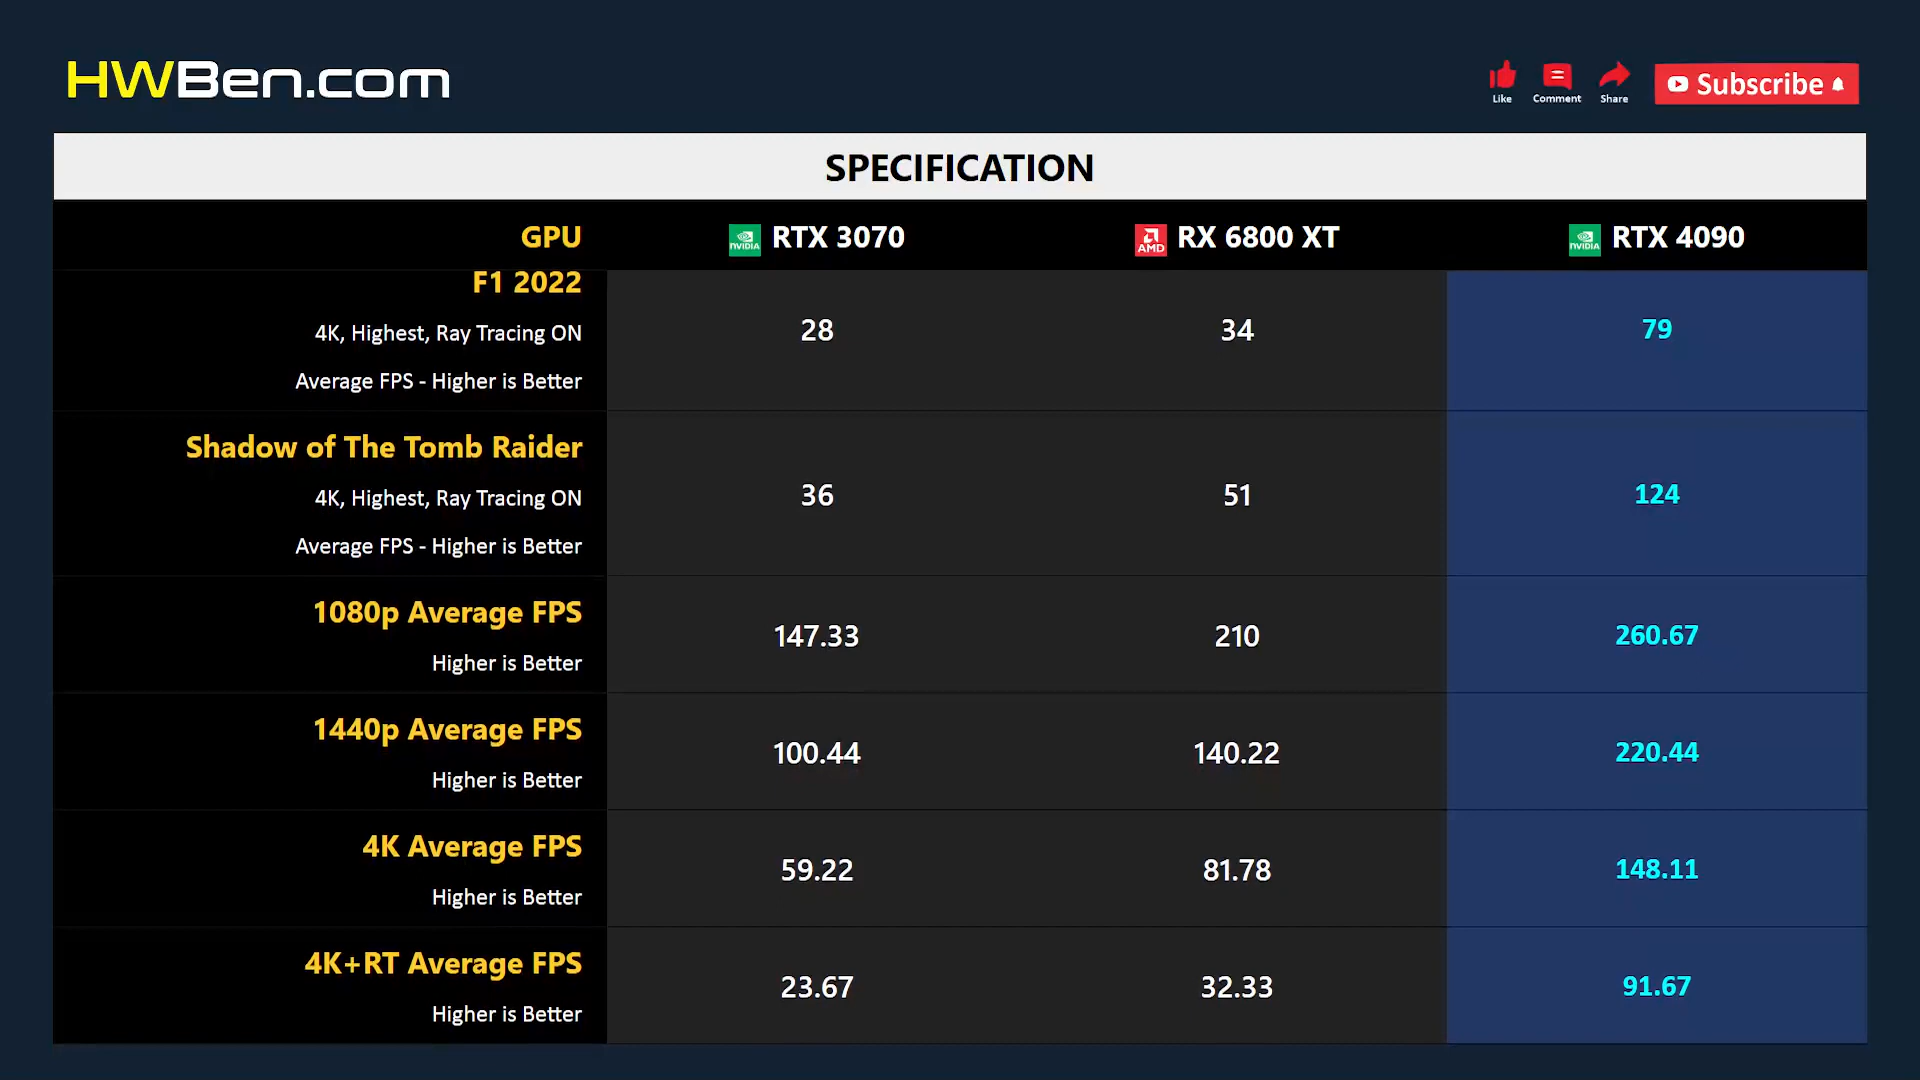 HWBen.com
Like Comment Share Subscribe
SPECIFICATION
GPU NVIDIA RTX 3070 AMD RX 6800 XT NVIDIA RTX 4090
F1 2022
4K, Highest, Ray Tracing ON
Average FPS - Higher is Better
28 34 79
Shadow of The Tomb Raider
4K, Highest, Ray Tracing ON
Average FPS - Higher is Better
36 51 124
1080p Average FPS
Higher is Better
147.33 210 260.67
1440p Average FPS
Higher is Better
100.44 140.22 220.44
4K Average FPS
Higher is Better
59.22 81.78 148.11
4K+RT Average FPS
Higher is Better
23.67 32.33 91.67